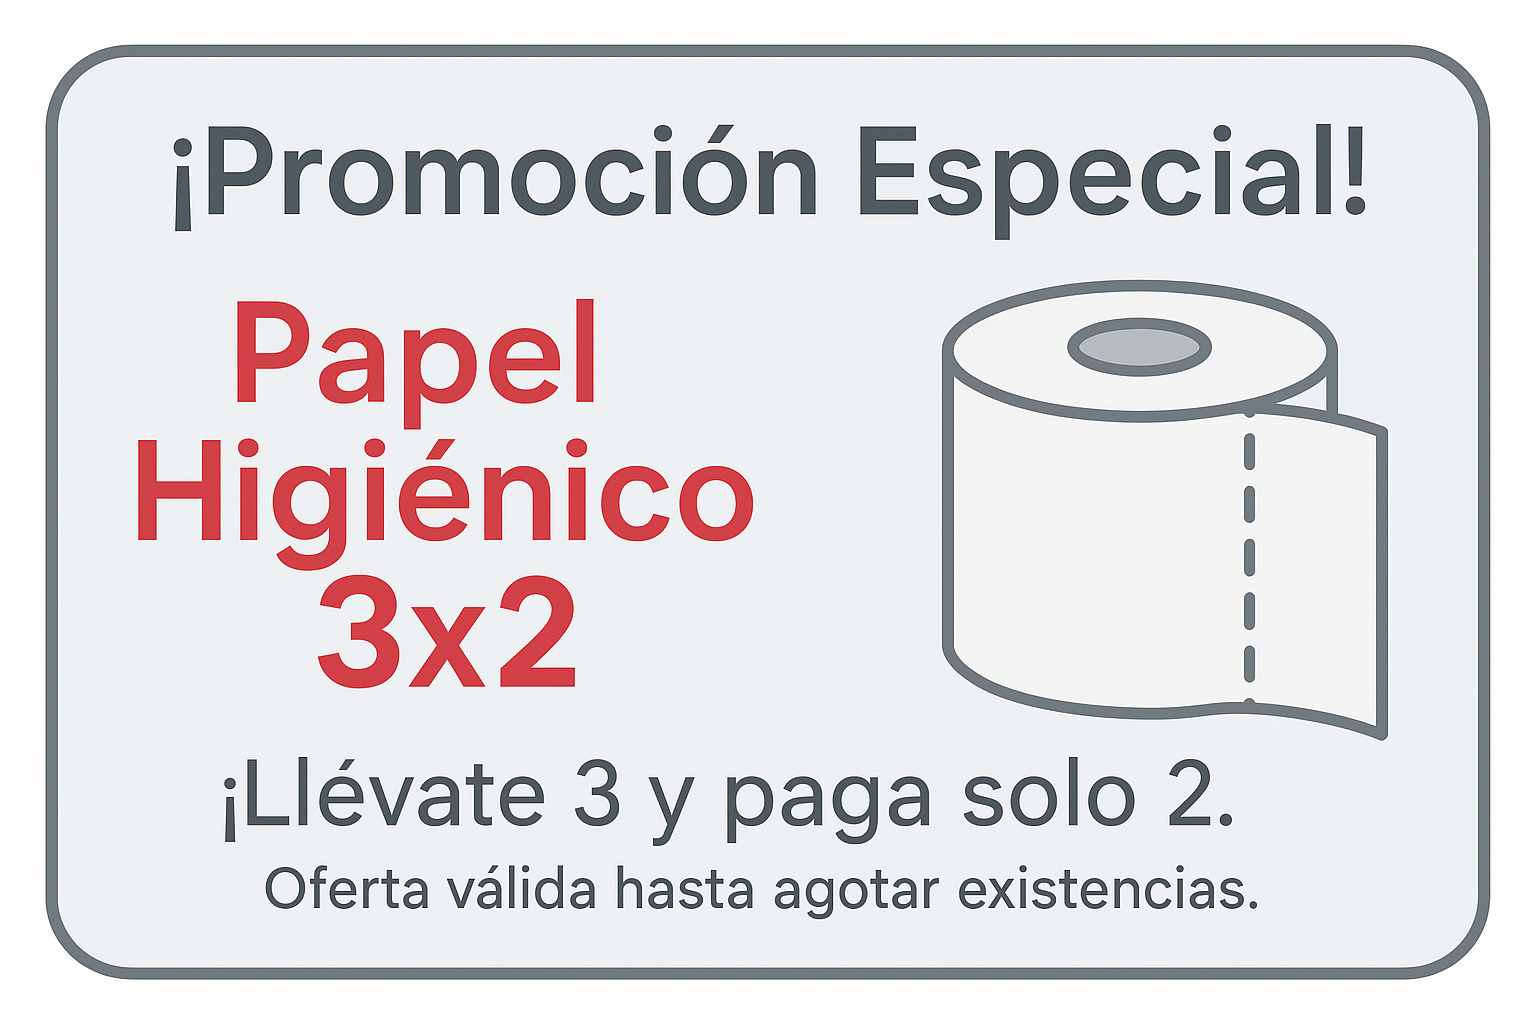 ¡Promoción Especial!
Papel
Higiénico
3x2
¡Llévate 3 y paga solo 2.
Oferta válida hasta agotar existencias.